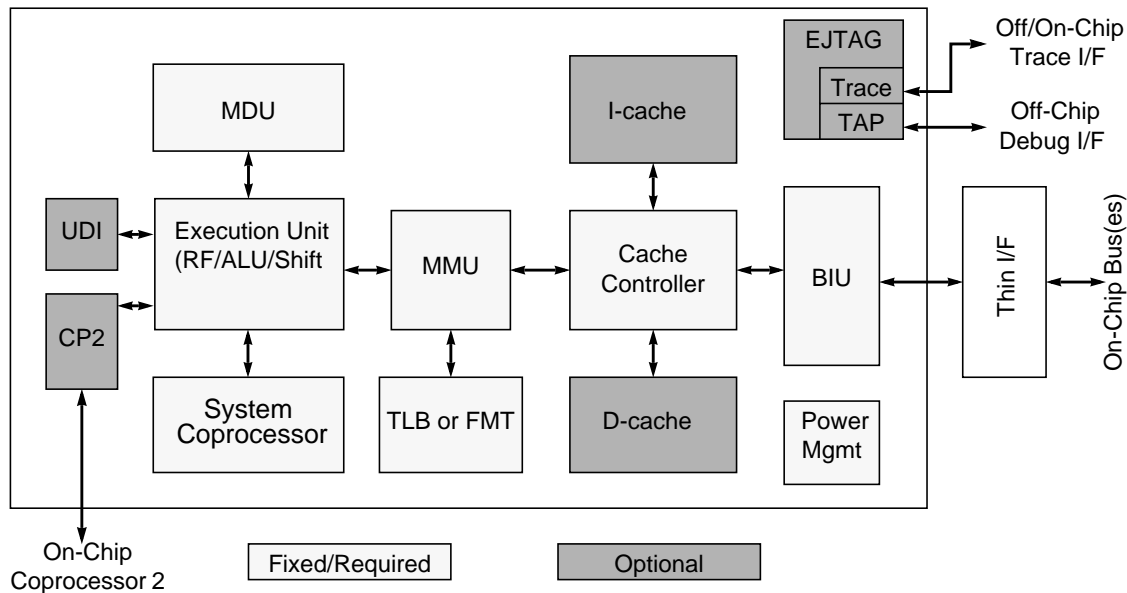 EJTAG
Trace
TAP
Off/On-Chip
Trace I/F
Off-Chip
Debug I/F
MDU
I-cache
UDI
Execution Unit
(RF/ALU/Shift
MMU
Cache
Controller
BIU
Thin I/F
On-Chip Bus(es)
CP2
System
Coprocessor
TLB or FMT
D-cache
Power
Mgmt
On-Chip
Coprocessor 2
Fixed/Required
Optional